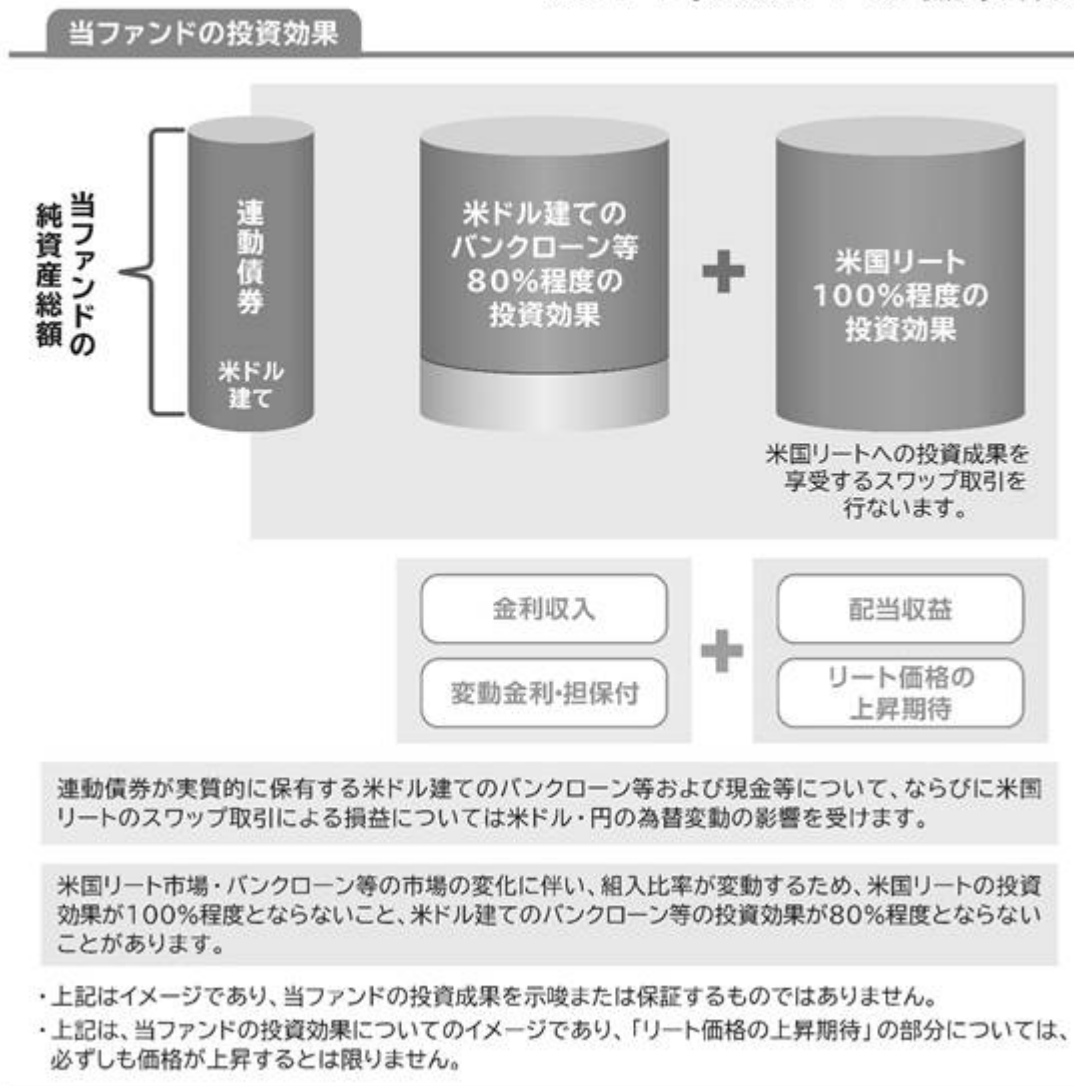 当ファンドの投資効果
当ファンドの
純資産総額
連動債券
米ドル
建て
米ドル建ての
バンクローン等
80%程度の
投資効果
+
米国リート
100%程度の
投資効果
米国リートへの投資成果を
享受するスワップ取引を
行ないます。
金利収入
変動金利・担保付
+
配当収益
リート価格の
上昇期待
連動債券が実質的に保有する米ドル建てのバンクローン等および現金等について、ならびに米国
リートのスワップ取引による損益については米ドル・円の為替変動の影響を受けます。
米国リート市場・バンクローン等の市場の変化に伴い、組入比率が変動するため、米国リートの投資
効果が100%程度とならないこと、米ドル建てのバンクローン等の投資効果が80%程度とならない
ことがあります。
・上記はイメージであり、当ファンドの投資成果を示唆または保証するものではありません。
・上記は、当ファンドの投資効果についてのイメージであり、「リート価格の上昇期待」の部分については、
必ずしも価格が上昇するとは限りません。